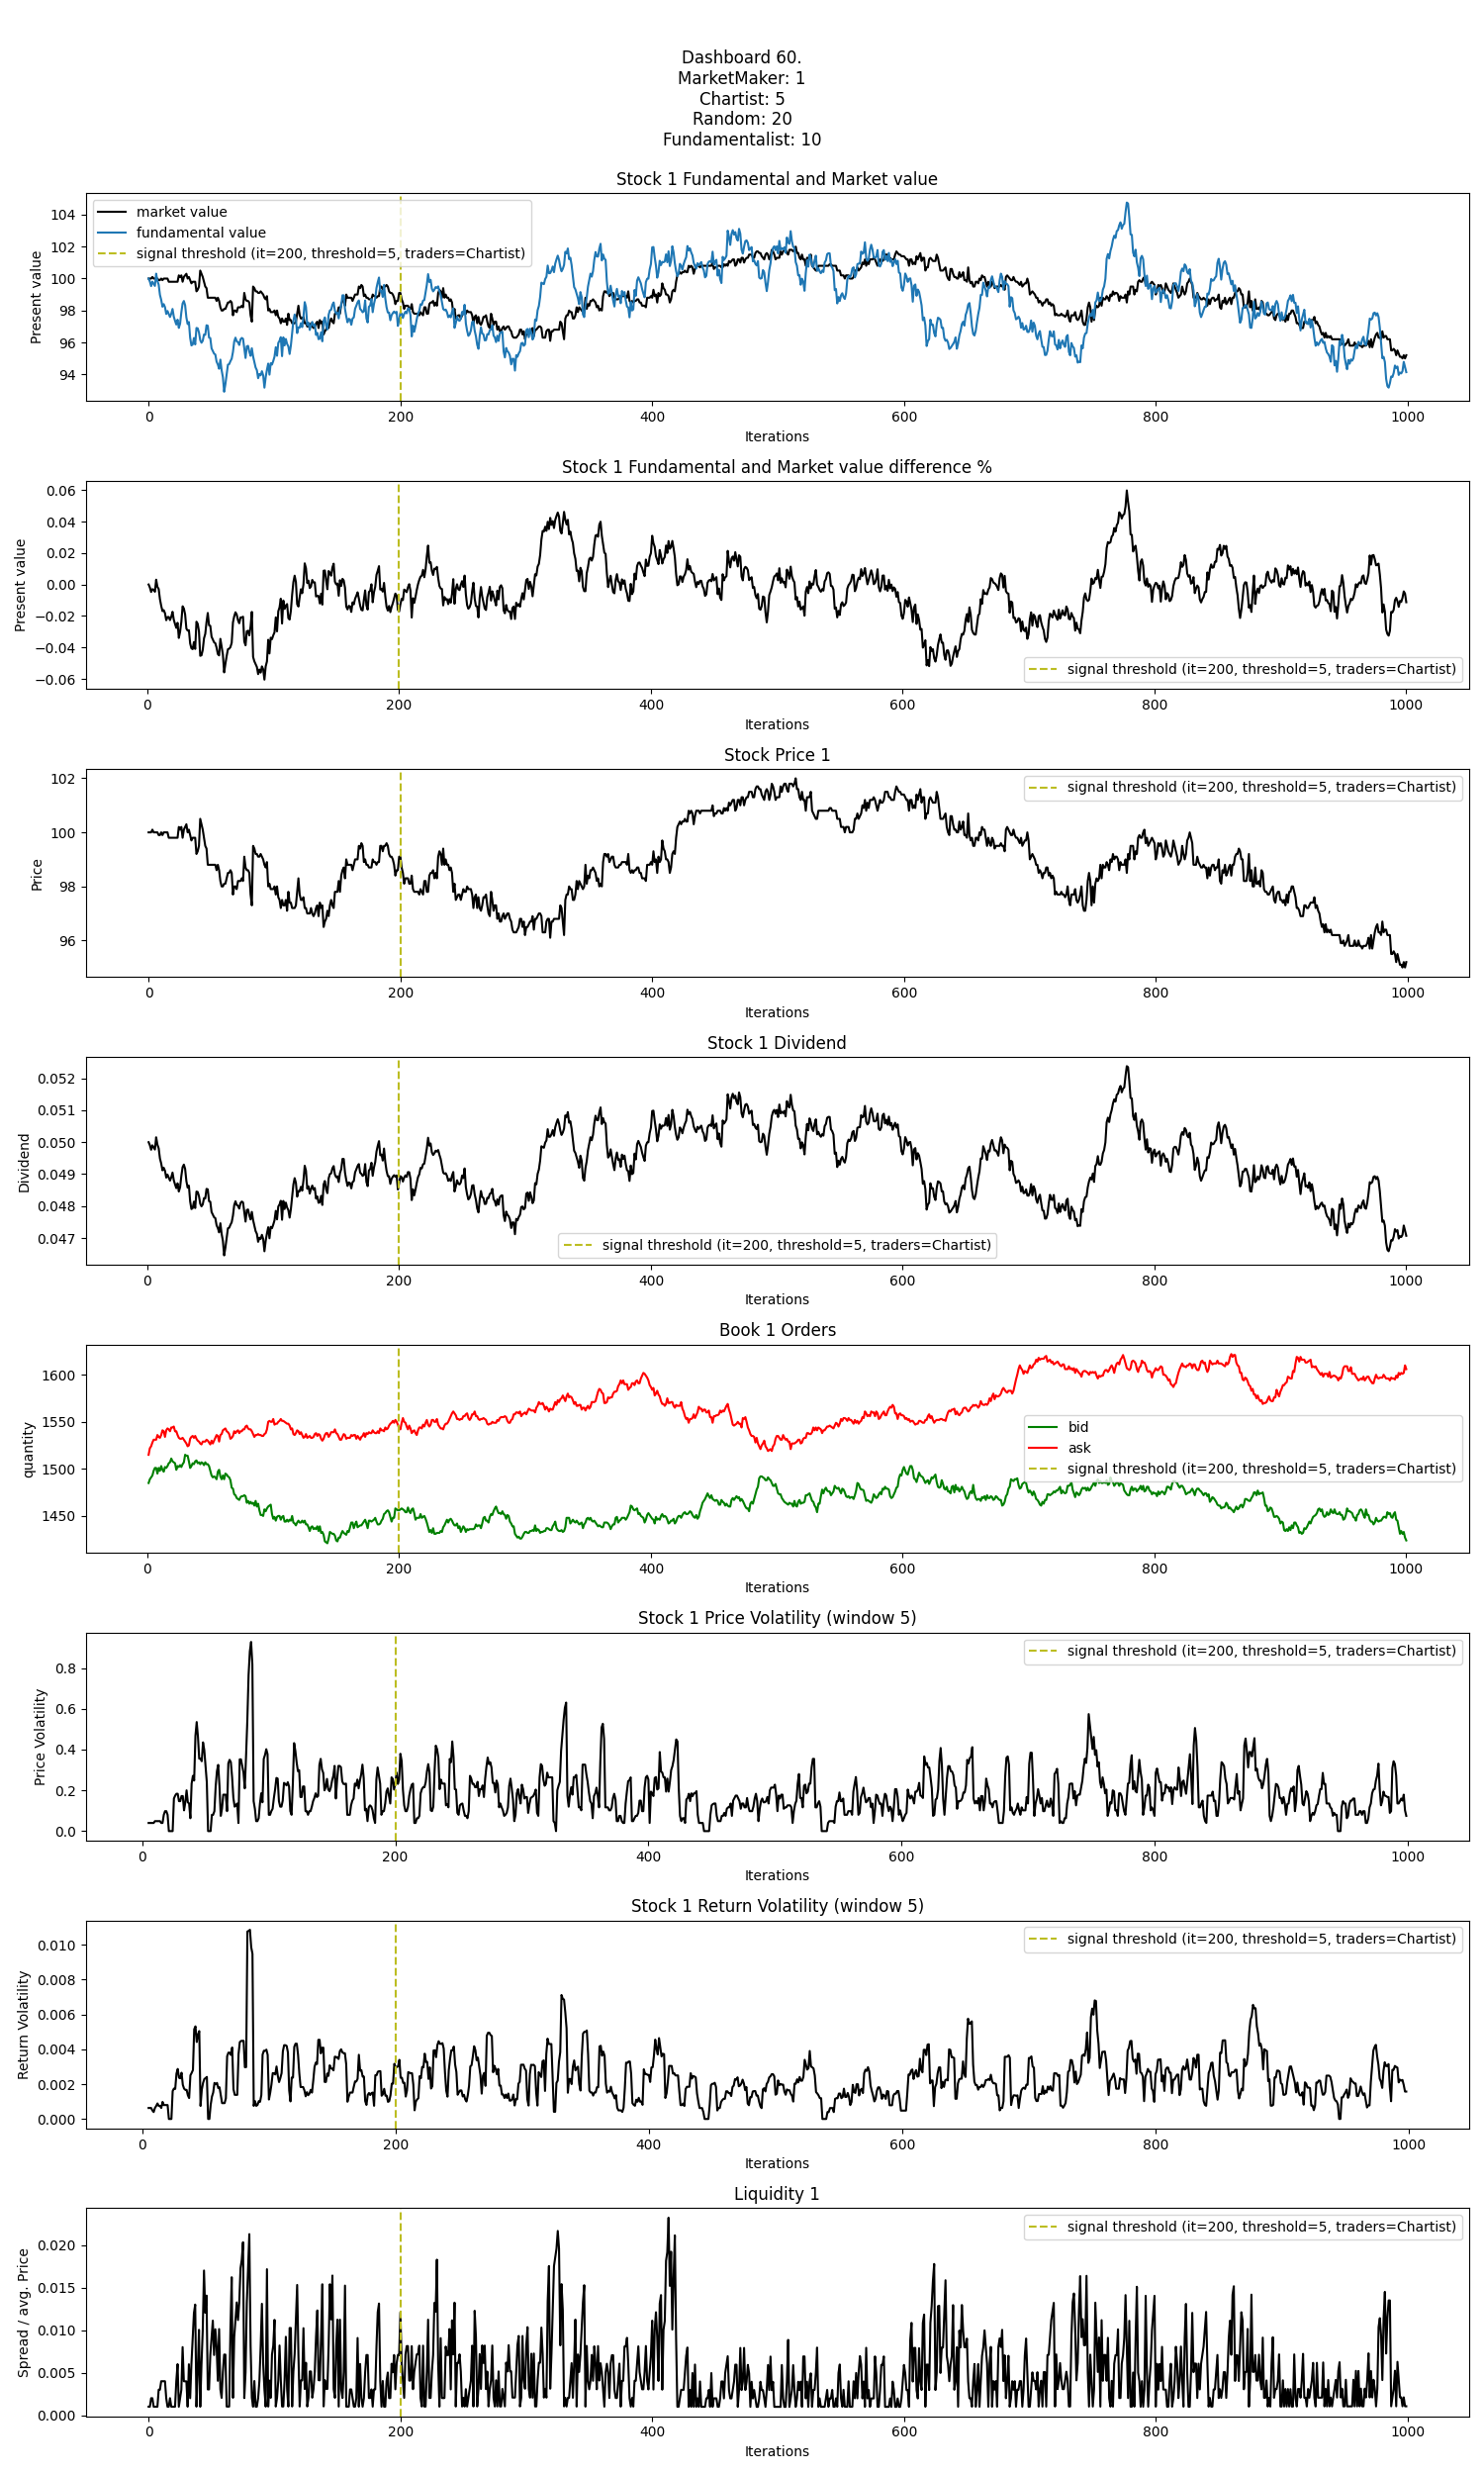 Dashboard 60.
MarketMaker: 1
Chartist: 5
Random: 20
Fundamentalist: 10
Stock 1 Fundamental and Market value
Present value
104
102
100
98
96
94
market value
fundamental value
signal threshold (it=200, threshold=5, traders=Chartist)
0 200 400 600 800 1000
Iterations
Stock 1 Fundamental and Market value difference %
Present value
0.06
0.04
0.02
0.00
−0.02
−0.04
−0.06
signal threshold (it=200, threshold=5, traders=Chartist)
0 200 400 600 800 1000
Iterations
Stock Price 1
Price
102
100
98
96
signal threshold (it=200, threshold=5, traders=Chartist)
0 200 400 600 800 1000
Iterations
Stock 1 Dividend
Dividend
0.052
0.051
0.050
0.049
0.048
0.047
signal threshold (it=200, threshold=5, traders=Chartist)
0 200 400 600 800 1000
Iterations
Book 1 Orders
quantity
1600
1550
1500
1450
bid
ask
signal threshold (it=200, threshold=5, traders=Chartist)
0 200 400 600 800 1000
Iterations
Stock 1 Price Volatility (window 5)
Price Volatility
0.8
0.6
0.4
0.2
0.0
signal threshold (it=200, threshold=5, traders=Chartist)
0 200 400 600 800 1000
Iterations
Stock 1 Return Volatility (window 5)
Return Volatility
0.010
0.008
0.006
0.004
0.002
0.000
signal threshold (it=200, threshold=5, traders=Chartist)
0 200 400 600 800 1000
Iterations
Liquidity 1
Spread / avg. Price
0.020
0.015
0.010
0.005
0.000
signal threshold (it=200, threshold=5, traders=Chartist)
0 200 400 600 800 1000
Iterations